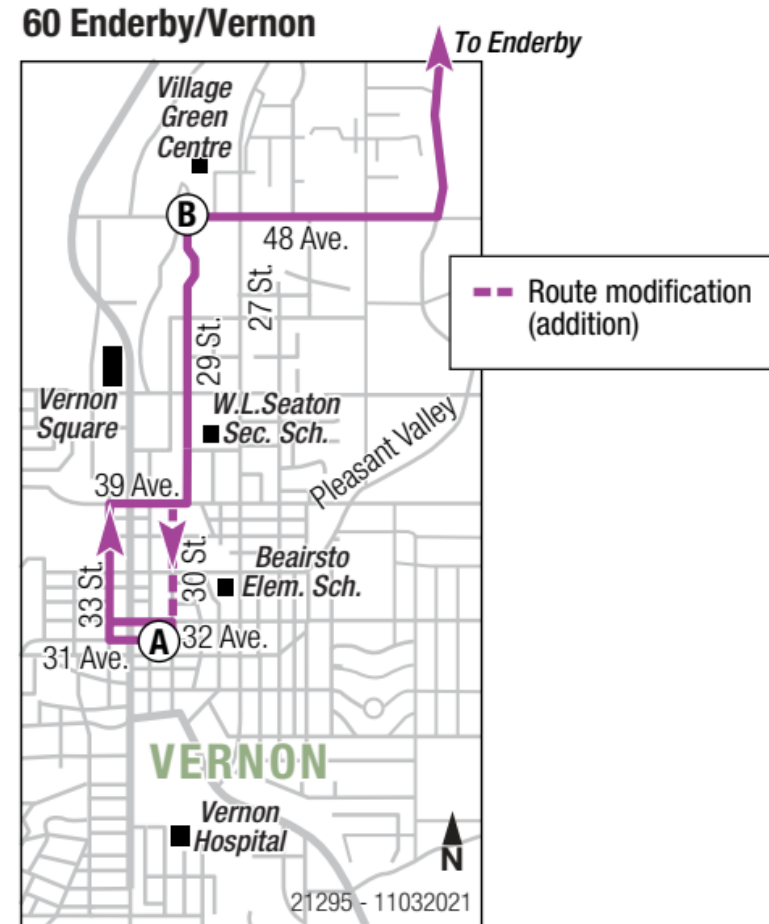 60 Enderby/Vernon
To Enderby
Village
Green
Centre
B
48 Ave.
27 St.
Route modification
(addition)
29 St.
Vernon
Square
W.L.Seaton
Sec. Sch.
Pleasant Valley
39 Ave.
30 St.
33 St.
Beairsto
Elem. Sch.
A
32 Ave.
31 Ave.
VERNON
Vernon
Hospital
N
21295 - 11032021